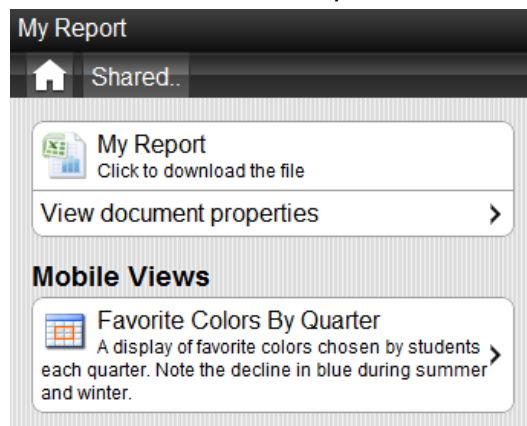 My Report
Shared..
My Report
Click to download the file
View document properties
Mobile Views
Favorite Colors By Quarter
A display of favorite colors chosen by students
each quarter. Note the decline in blue during summer
and winter.